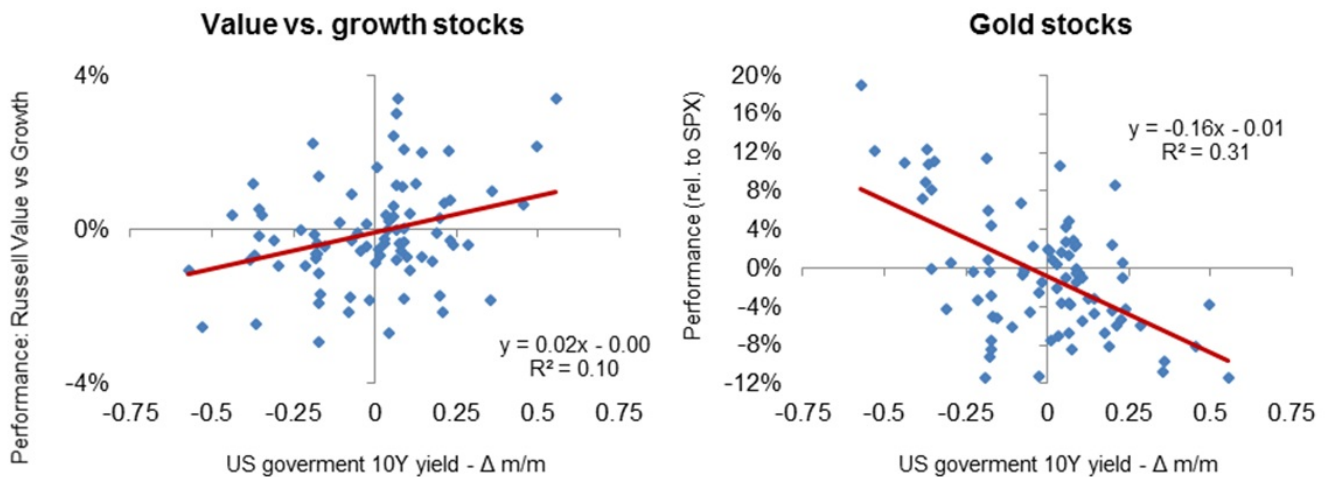 Value vs. growth stocks
Performance: Russell Value vs Growth
4%
0%
-4%
-0.75
-0.5
-0.25
0
0.25
0.5
0.75
y = 0.02x - 0.00
R² = 0.10
US goverment 10Y yield - Δ m/m
Gold stocks
Performance (rel. to SPX)
20%
16%
12%
8%
4%
0%
-4%
-8%
-12%
-0.75
-0.5
-0.25
0
0.25
0.5
0.75
y = -0.16x - 0.01
R² = 0.31
US goverment 10Y yield - Δ m/m